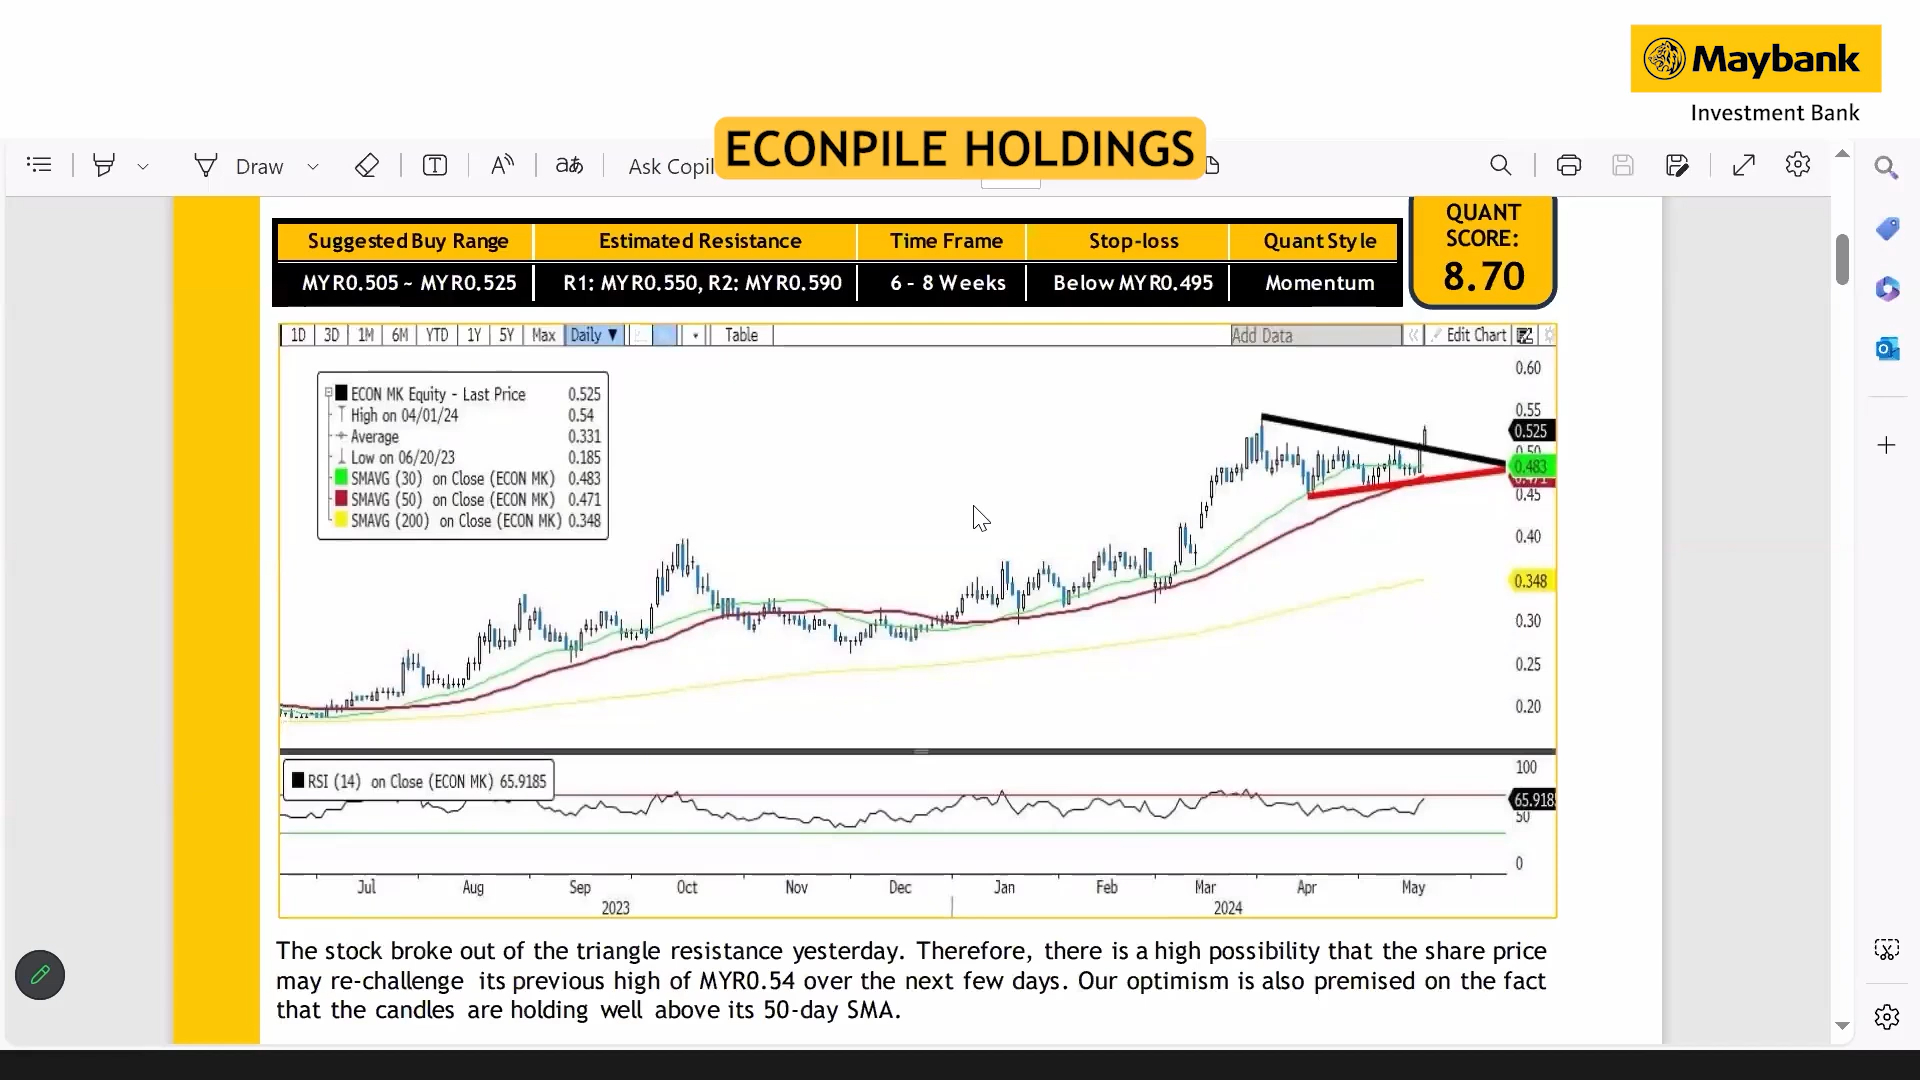 Maybank
Investment Bank
ECONPILE HOLDINGS
Draw
aあ
Ask Copil
Suggested Buy Range Estimated Resistance Time Frame Stop-loss Quant Style
MYR0.505 ~ MYR0.525 R1: MYR0.550, R2: MYR0.590 6 - 8 Weeks Below MYR0.495 Momentum
QUANT
SCORE:
8.70
1D 3D 1M 6M YTD 1Y 5Y Max Daily ▼ Table Add Data Edit Chart
ECON MK Equity - Last Price 0.525
High on 04/01/24 0.54
Average 0.331
Low on 06/20/23 0.185
SMAVG (30) on Close (ECON MK) 0.483
SMAVG (50) on Close (ECON MK) 0.471
SMAVG (200) on Close (ECON MK) 0.348
0.60
0.55
0.525
0.50
0.483
0.471
0.45
0.40
0.348
0.30
0.25
0.20
RSI (14) on Close (ECON MK) 65.9185
100
65.918
50
0
Jul Aug Sep Oct Nov Dec Jan Feb Mar Apr May
2023 2024
The stock broke out of the triangle resistance yesterday. Therefore, there is a high possibility that the share price
may re-challenge its previous high of MYR0.54 over the next few days. Our optimism is also premised on the fact
that the candles are holding well above its 50-day SMA.